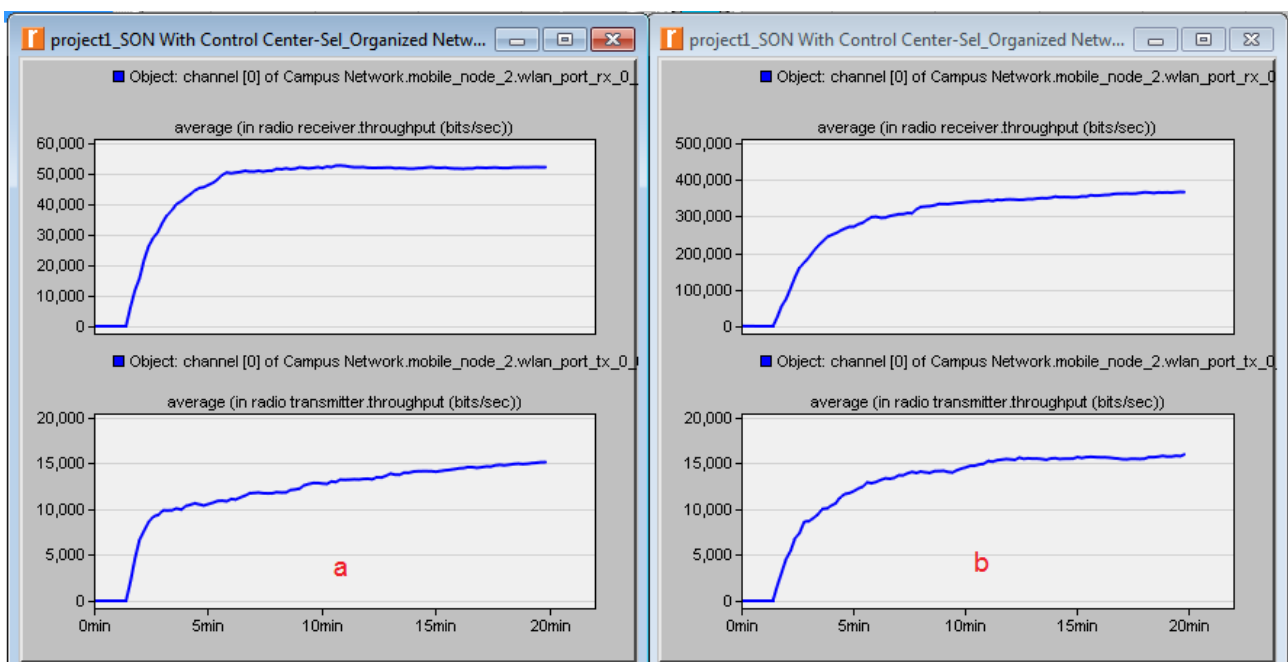 project1_SON With Control Center-Sel_Organized Netw...
Object: channel [0] of Campus Network.mobile_node_2.wlan_port_rx_0_
average (in radio receiver.throughput (bits/sec))
60,000
50,000
40,000
30,000
20,000
10,000
0
Object: channel [0] of Campus Network.mobile_node_2.wlan_port_tx_0_
average (in radio transmitter.throughput (bits/sec))
20,000
15,000
10,000
5,000
0
a
0min 5min 10min 15min 20min
project1_SON With Control Center-Sel_Organized Netw...
Object: channel [0] of Campus Network.mobile_node_2.wlan_port_rx_0
average (in radio receiver.throughput (bits/sec))
500,000
400,000
300,000
200,000
100,000
0
Object: channel [0] of Campus Network.mobile_node_2.wlan_port_tx_0
average (in radio transmitter.throughput (bits/sec))
20,000
15,000
10,000
5,000
0
b
0min 5min 10min 15min 20min